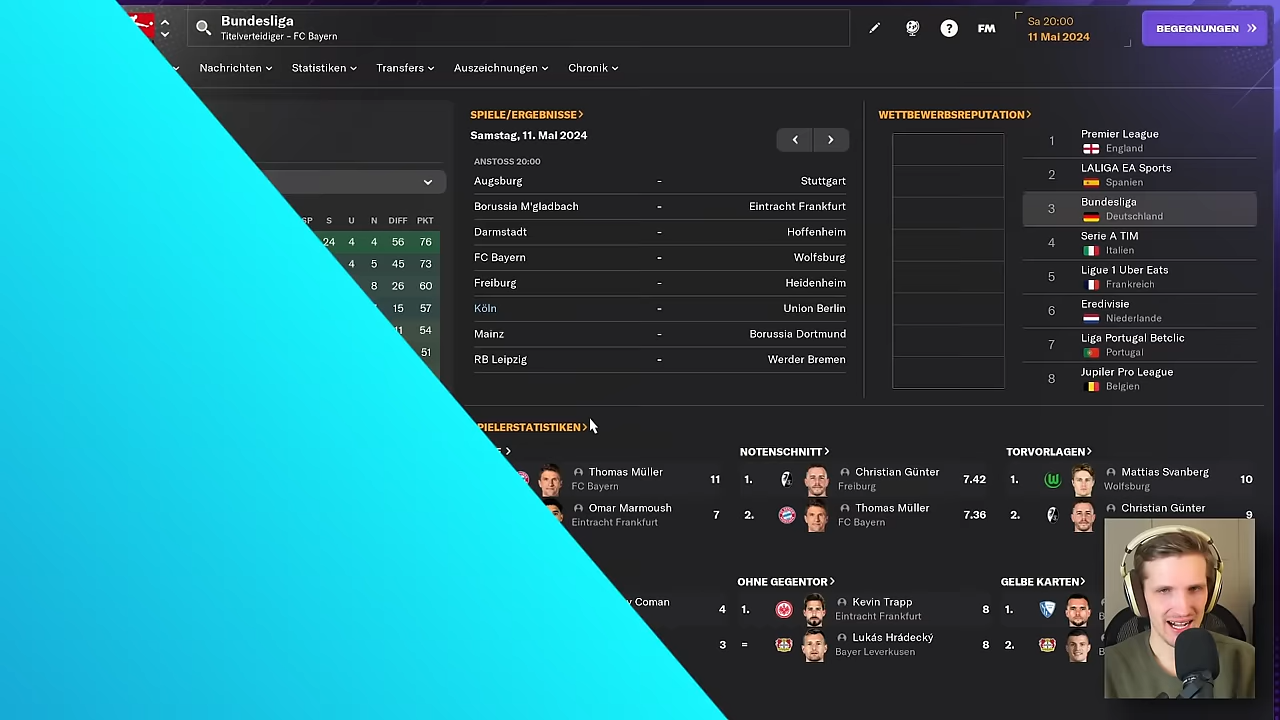 Bundesliga
Titelverteidiger - FC Bayern
FM
Sa 20:00
11 Mai 2024
BEGEGNUNGEN
Nachrichten
Statistiken
Transfers
Auszeichnungen
Chronik
S U N DIFF PKT
24 4 4 56 76
4 5 45 73
8 26 60
15 57
54
51
SPIELE/ERGEBNISSE
Samstag, 11. Mai 2024
ANSTOSS 20:00
Augsburg - Stuttgart
Borussia M'gladbach - Eintracht Frankfurt
Darmstadt - Hoffenheim
FC Bayern - Wolfsburg
Freiburg - Heidenheim
Köln - Union Berlin
Mainz - Borussia Dortmund
RB Leipzig - Werder Bremen
WETTBEWERBSREPUTATION
1 Premier League
England
2 LALIGA EA Sports
Spanien
3 Bundesliga
Deutschland
4 Serie A TIM
Italien
5 Ligue 1 Uber Eats
Frankreich
6 Eredivisie
Niederlande
7 Liga Portugal Betclic
Portugal
8 Jupiler Pro League
Belgien
PIELERSTATISTIKEN
Thomas Müller 11
FC Bayern
Omar Marmoush 7
Eintracht Frankfurt
NOTENSCHNITT
1. Christian Günter 7.42
Freiburg
2. Thomas Müller 7.36
FC Bayern
TORVORLAGEN
1. Mattias Svanberg 10
Wolfsburg
2. Christian Günter 9
Coman 4
3
OHNE GEGENTOR
1. Kevin Trapp 8
Eintracht Frankfurt
= Lukás Hrádecký 8
Bayer Leverkusen
GELBE KARTEN
1.
2.